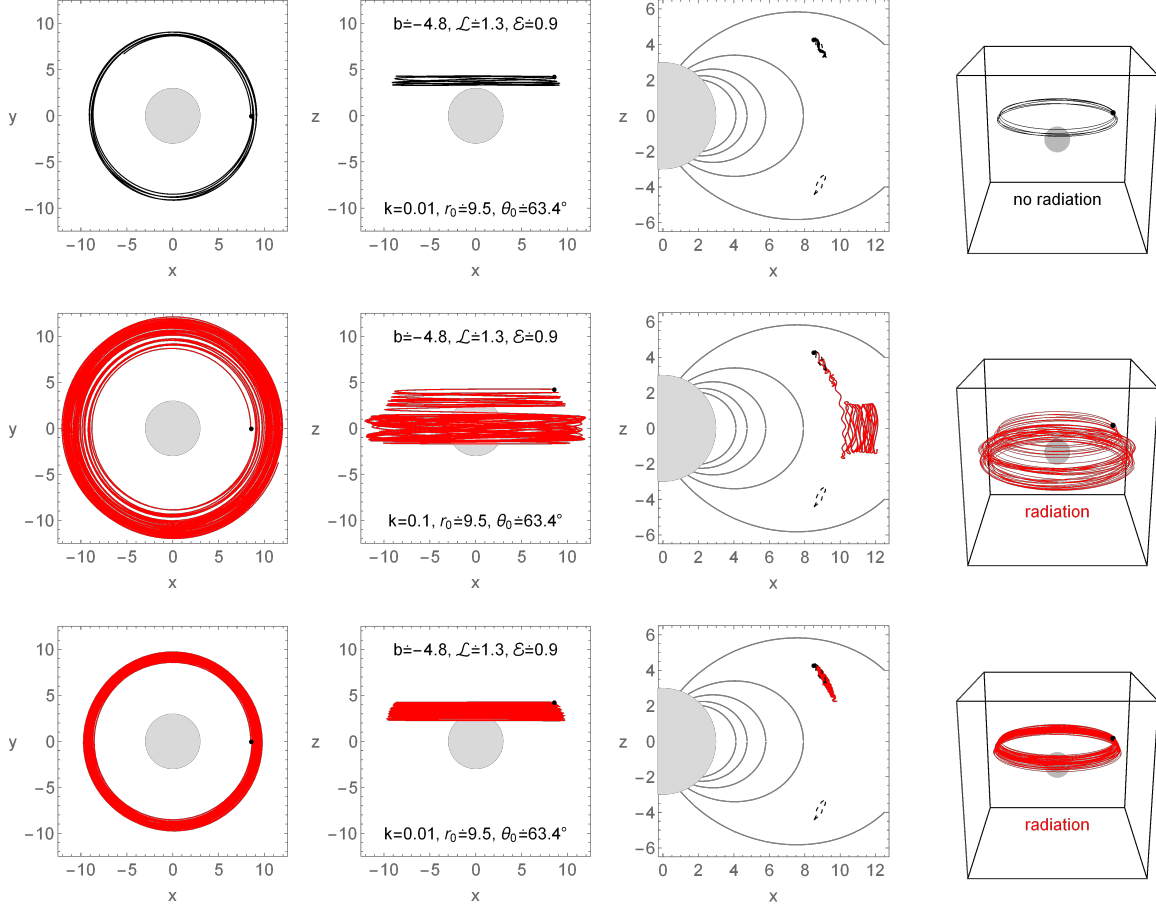 10
5
0
−5
−10
y
−10 −5 0 5 10
x
b≐−4.8, ℒ≐1.3, ℰ≐0.9
10
5
0
−5
−10
z
k=0.01, r₀≐9.5, θ₀≐63.4°
−10 −5 0 5 10
x
6
4
2
0
−2
−4
−6
z
0 2 4 6 8 10 12
x
no radiation
10
5
0
−5
−10
y
−10 −5 0 5 10
x
b≐−4.8, ℒ≐1.3, ℰ≐0.9
10
5
0
−5
−10
z
k=0.1, r₀≐9.5, θ₀≐63.4°
−10 −5 0 5 10
x
6
4
2
0
−2
−4
−6
z
0 2 4 6 8 10 12
x
radiation
10
5
0
−5
−10
y
−10 −5 0 5 10
x
b≐−4.8, ℒ≐1.3, ℰ≐0.9
10
5
0
−5
−10
z
k=0.01, r₀≐9.5, θ₀≐63.4°
−10 −5 0 5 10
x
6
4
2
0
−2
−4
−6
z
0 2 4 6 8 10 12
x
radiation